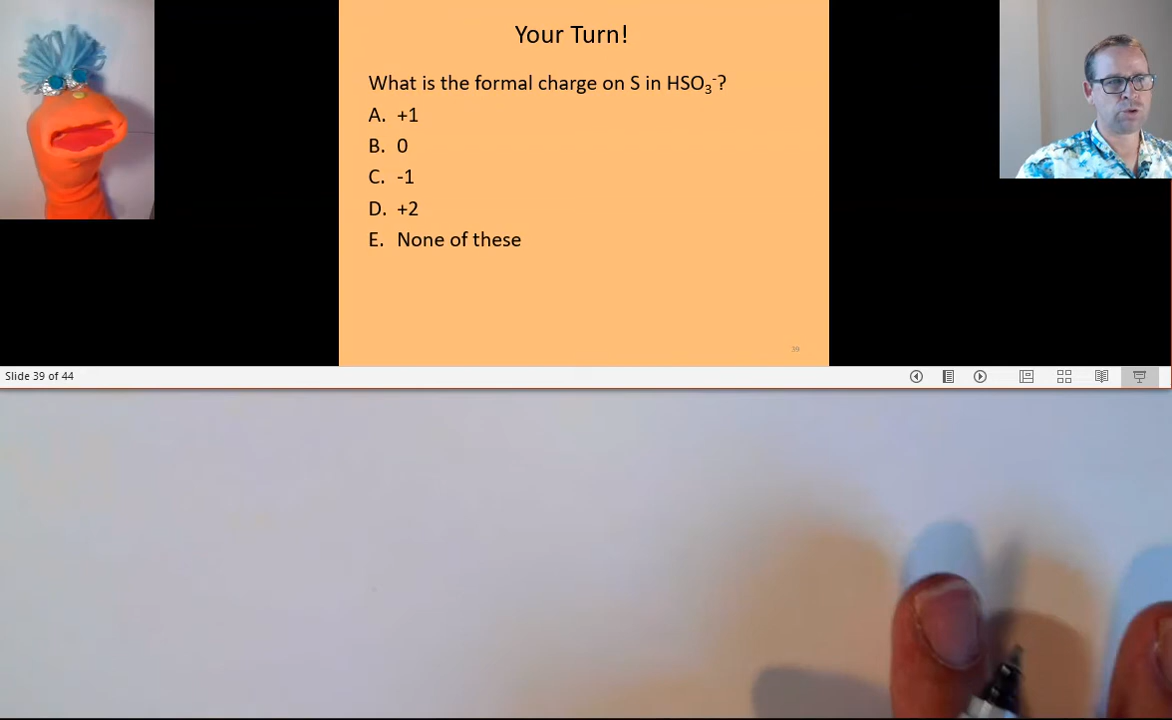 Your Turn!
What is the formal charge on S in HSO₃⁻?
A. +1
B. 0
C. -1
D. +2
E. None of these
39
Slide 39 of 44